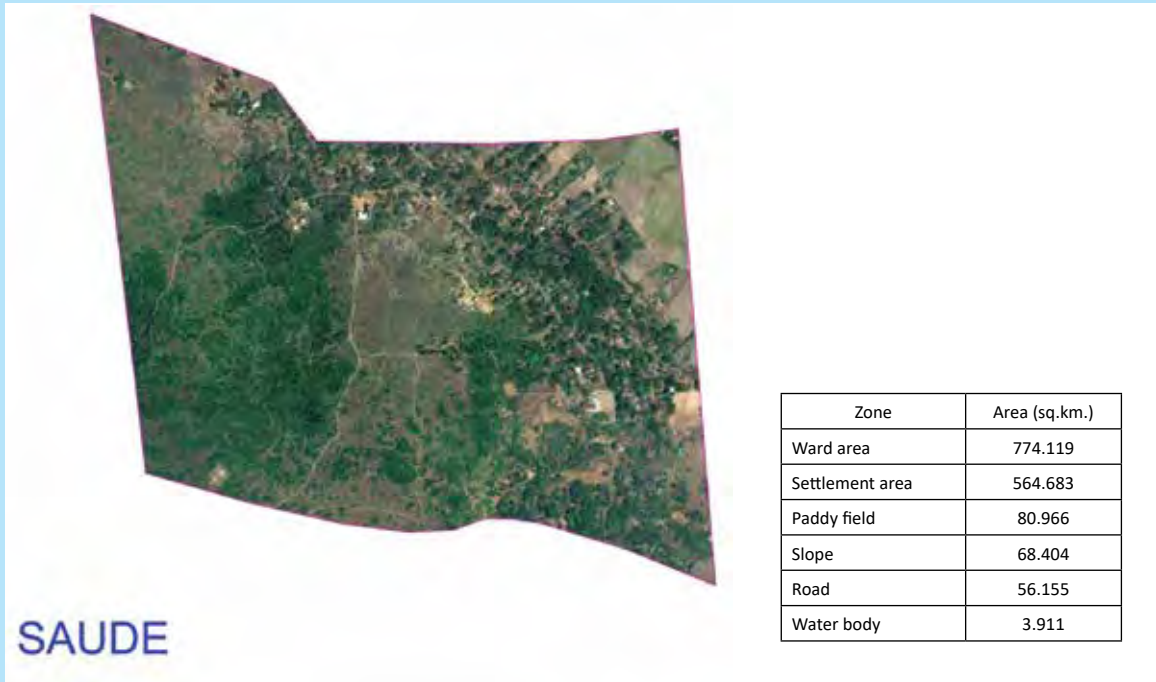 Zone Area (sq.km.)
Ward area 774.119
Settlement area 564.683
Paddy field 80.966
Slope 68.404
Road 56.155
Water body 3.911
SAUDE